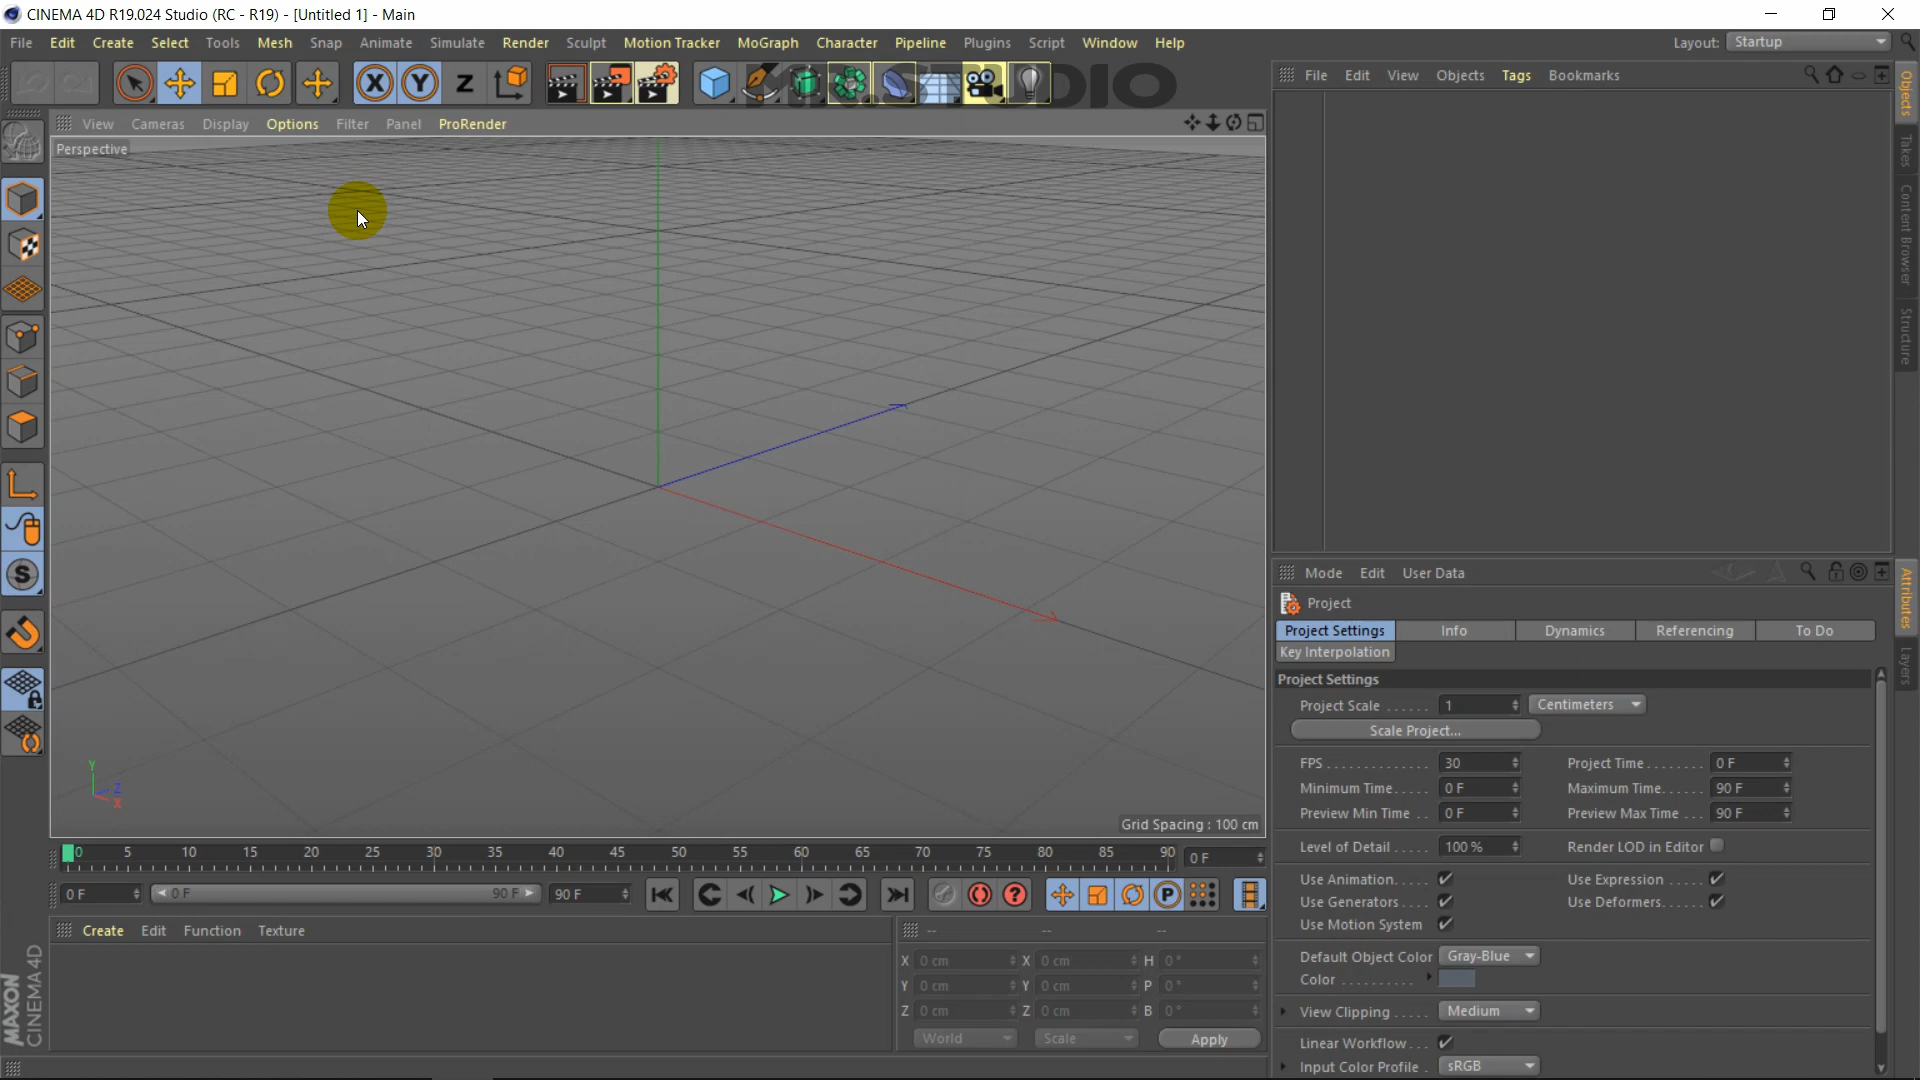 CINEMA 4D R19.024 Studio (RC - R19) - [Untitled 1] - Main
File Edit Create Select Tools Mesh Snap Animate Simulate Render Sculpt Motion Tracker MoGraph Character Pipeline Plugins Script Window Help Layout: Startup
X Y Z
File Edit View Objects Tags Bookmarks
View Cameras Display Options Filter Panel ProRender
Perspective
Objects
Takes
Content Browser
Structure
Y
Z
X
Grid Spacing : 100 cm
Mode Edit User Data
Project
Project Settings Info Dynamics Referencing To Do
Key Interpolation
Attributes
Layers
Project Settings
Project Scale ...... 1 Centimeters
Scale Project...
FPS ............. 30 Project Time ........ 0 F
Minimum Time ..... 0 F Maximum Time ...... 90 F
Preview Min Time .. 0 F Preview Max Time ... 90 F
Level of Detail ..... 100 % Render LOD in Editor
Use Animation ..... Use Expression .....
Use Generators .... Use Deformers ......
Use Motion System
Default Object Color Gray-Blue
Color ..........
View Clipping ..... Medium
Linear Workflow ...
Input Color Profile . sRGB
0 5 10 15 20 25 30 35 40 45 50 55 60 65 70 75 80 85 90 0 F
0 F 0 F 90 F 90 F
Create Edit Function Texture
-- -- --
X 0 cm X 0 cm H 0 °
Y 0 cm Y 0 cm P 0 °
Z 0 cm Z 0 cm B 0 °
World Scale Apply
MAXON
CINEMA 4D